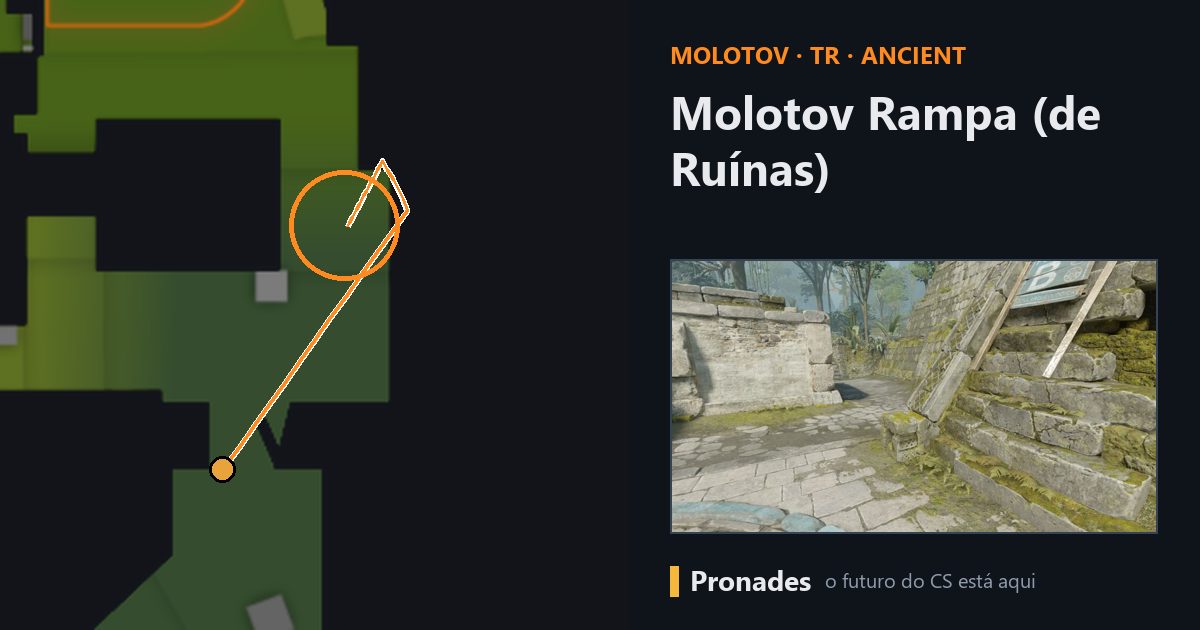 MOLOTOV · TR · ANCIENT
Molotov Rampa (de
Ruínas)
B
Pronades o futuro do CS está aqui